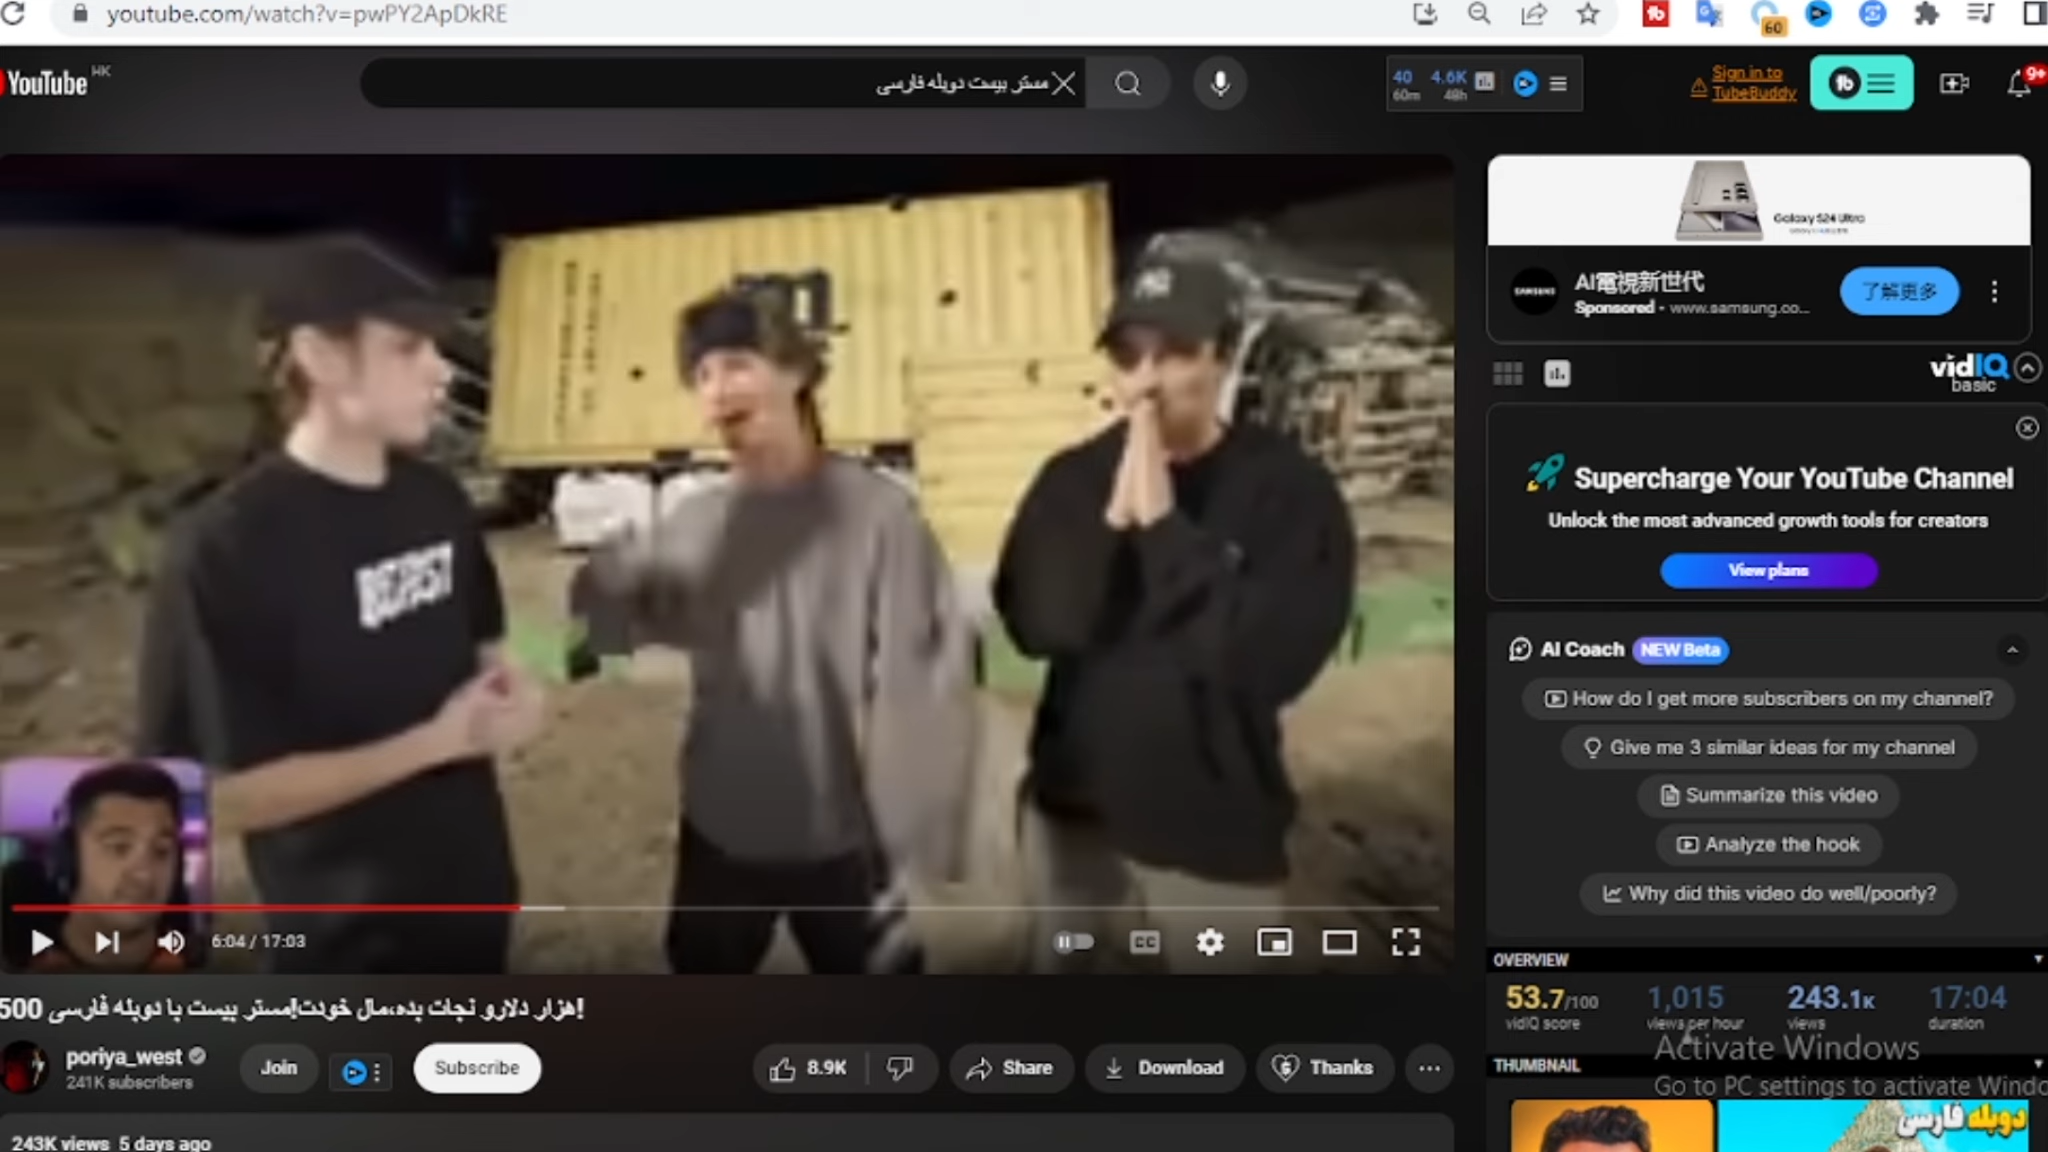 youtube.com/watch?v=pwPY2ApDkRE
60
YouTube HK
مستر بیست دوبله فارسی
40 60m 4.6K 48h
Sign in to TubeBuddy
9+
Galaxy S24 Ultra
SAMSUNG
AI電視新世代
Sponsored · www.samsung.co...
了解更多
vidIQ
basic
Supercharge Your YouTube Channel
Unlock the most advanced growth tools for creators
View plans
AI Coach NEW Beta
How do I get more subscribers on my channel?
Give me 3 similar ideas for my channel
Summarize this video
Analyze the hook
Why did this video do well/poorly?
BEAST
6:04 / 17:03
CC
500 هزار دلارو نجات بده،مال خودت!مستر بیست با دوبله فارسی!
poriya_west
241K subscribers
Join
Subscribe
8.9K
Share
Download
Thanks
243K views 5 days ago
OVERVIEW
53.7/100 1,015 243.1K 17:04
vidIQ score views per hour views duration
Activate Windows
THUMBNAIL
Go to PC settings to activate Windo
دوبله فارسی